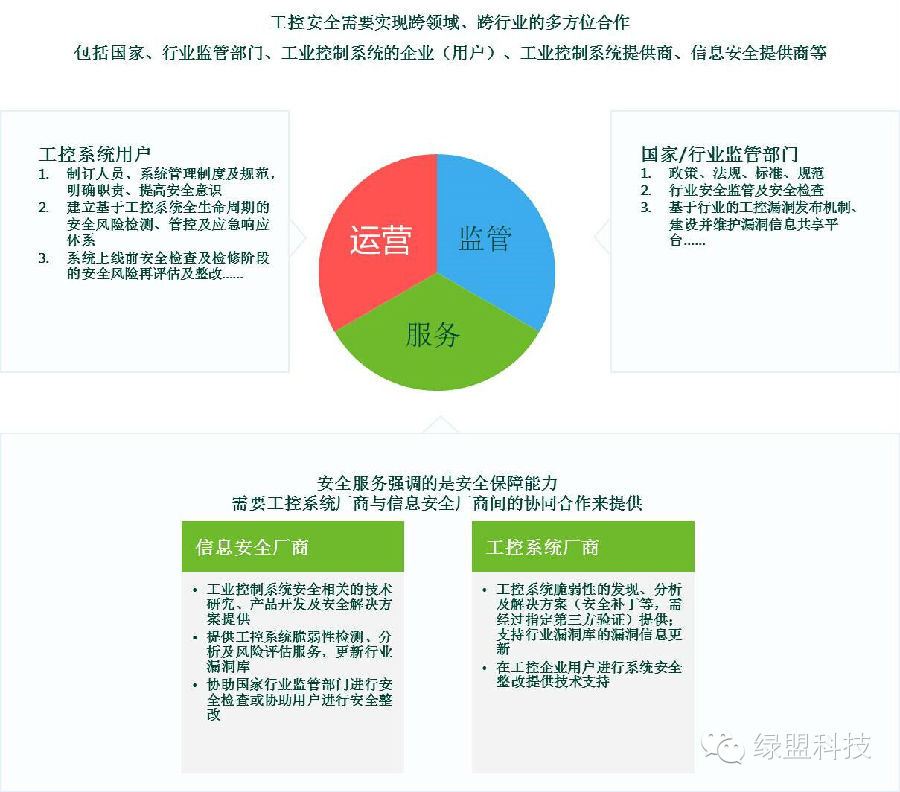 工控安全需要实现跨领域、跨行业的多方位合作
包括国家、行业监管部门、工业控制系统的企业（用户）、工业控制系统提供商、信息安全提供商等
工控系统用户
1. 制订人员、系统管理制度及规范，
明确职责、提高安全意识
2. 建立基于工控系统全生命周期的
安全风险检测、管控及应急响应
体系
3. 系统上线前安全检查及检修阶段
的安全风险再评估及整改……
运营
监管
服务
国家/行业监管部门
1. 政策、法规、标准、规范
2. 行业安全监管及安全检查
3. 基于行业的工控漏洞发布机制、
建设并维护漏洞信息共享平
台……
安全服务强调的是安全保障能力
需要工控系统厂商与信息安全厂商间的协同合作来提供
信息安全厂商
• 工业控制系统安全相关的技术
研究、产品开发及安全解决方
案提供
• 提供工控系统脆弱性检测、分
析及风险评估服务，更新行业
漏洞库
• 协助国家行业监管部门进行安
全检查或协助用户进行安全整
改
工控系统厂商
• 工控系统脆弱性的发现、分析
及解决方案（安全补丁等，需
经过指定第三方验证）提供；
支持行业漏洞库的漏洞信息更
新
• 在工控企业用户进行系统安全
整改提供技术支持
绿盟科技